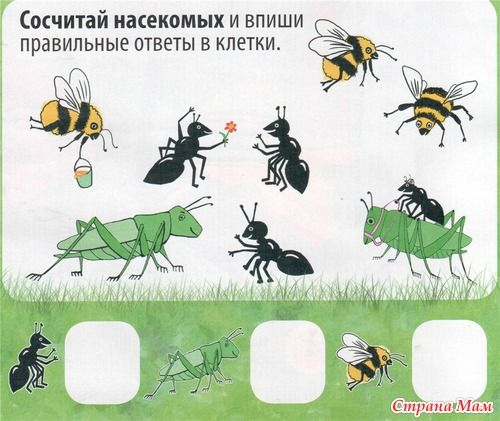 Сосчитай насекомых и впиши
правильные ответы в клетки.
Страна Мам